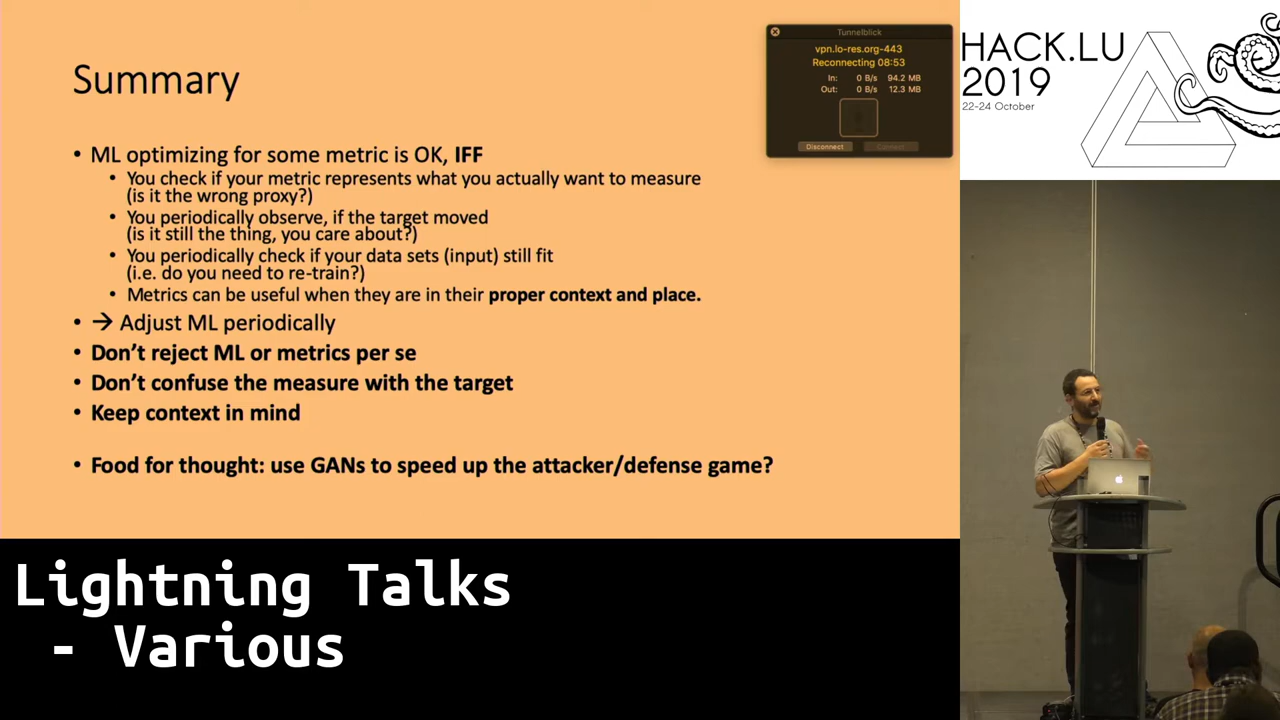 Summary
• ML optimizing for some metric is OK, IFF
• You check if your metric represents what you actually want to measure
(is it the wrong proxy?)
• You periodically observe, if the target moved
(is it still the thing, you care about?)
• You periodically check if your data sets (input) still fit
(i.e. do you need to re-train?)
• Metrics can be useful when they are in their proper context and place.
• → Adjust ML periodically
• Don't reject ML or metrics per se
• Don't confuse the measure with the target
• Keep context in mind
• Food for thought: use GANs to speed up the attacker/defense game?
Tunnelblick
vpn.lo-res.org-443
Reconnecting 08:53
In: 0 B/s 94.2 MB
Out: 0 B/s 12.3 MB
Disconnect Connect
HACK.LU
2019
22-24 October
Lightning Talks
- Various